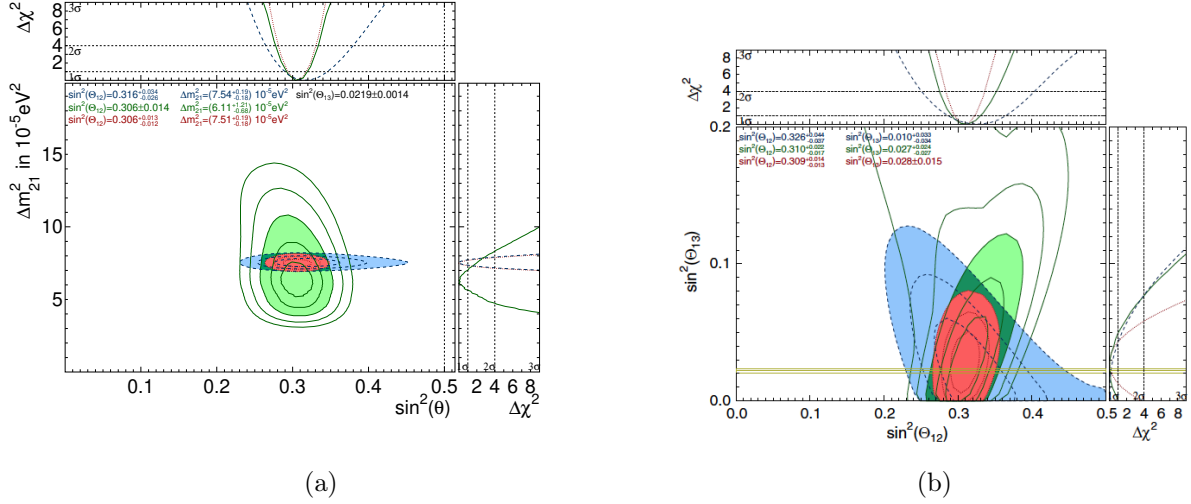 Δχ²
8
6
4
2
3σ
2σ
1σ
sin²(Θ₁₂)=0.316+0.034-0.026 Δm²₂₁=(7.54+0.19-0.18) 10⁻⁵eV² sin²(Θ₁₃)=0.0219±0.0014
sin²(Θ₁₂)=0.306±0.014 Δm²₂₁=(6.11+1.21-0.68) 10⁻⁵eV²
sin²(Θ₁₂)=0.306+0.013-0.012 Δm²₂₁=(7.51+0.19-0.18) 10⁻⁵eV²
Δm²₂₁ in 10⁻⁵eV²
15
10
5
0.1 0.2 0.3 0.4 0.5
sin²(θ)
1σ 2σ 3σ
2 4 6 8
Δχ²
(a)
Δχ²
8
6
4
2
3σ
2σ
1σ
sin²(Θ₁₂)=0.326+0.044-0.027 sin²(Θ₁₃)=0.010+0.033-0.034
sin²(Θ₁₂)=0.310+0.022-0.017 sin²(Θ₁₃)=0.027+0.024-0.027
sin²(Θ₁₂)=0.309+0.014-0.013 sin²(Θ₁₃)=0.028±0.015
sin²(Θ₁₃)
0.2
0.1
0.0
0.0 0.1 0.2 0.3 0.4 0.5
sin²(Θ₁₂)
2σ 3σ
2 4 6 8
Δχ²
(b)